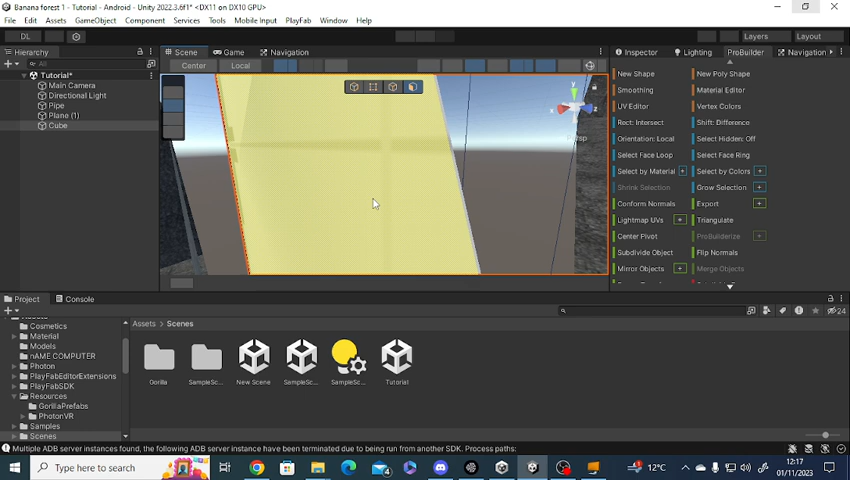 Banana forest 1 - Tutorial - Android - Unity 2022.3.6f1* <DX11 on DX10 GPU>
File Edit Assets GameObject Component Services Tools Mobile Input PlayFab Window Help
DL Layers Layout
Hierarchy Scene Game Navigation Inspector Lighting ProBuilder Navigation
All
Center Local
Tutorial*
Main Camera
Directional Light
Pipe
Plane (1)
Cube
y
x z
Persp
New Shape New Poly Shape
Smoothing Material Editor
UV Editor Vertex Colors
Rect: Intersect Shift: Difference
Orientation: Local Select Hidden: Off
Select Face Loop Select Face Ring
Select by Material Select by Colors
Shrink Selection Grow Selection
Conform Normals Export
Lightmap UVs Triangulate
Center Pivot ProBuilderize
Subdivide Object Flip Normals
Mirror Objects Merge Objects
Project Console
24
Assets > Scenes
Cosmetics
Material
Models
nAME COMPUTER
Photon
PlayFabEditorExtensions
PlayFabSDK
Resources
GorillaPrefabs
PhotonVR
Samples
Scenes
Gorilla SampleSc... New Scene SampleSc... SampleSc... Tutorial
Multiple ADB server instances found, the following ADB server instance have been terminated due to being run from another SDK. Process paths:
Type here to search
4
12°C
12:17
01/11/2023